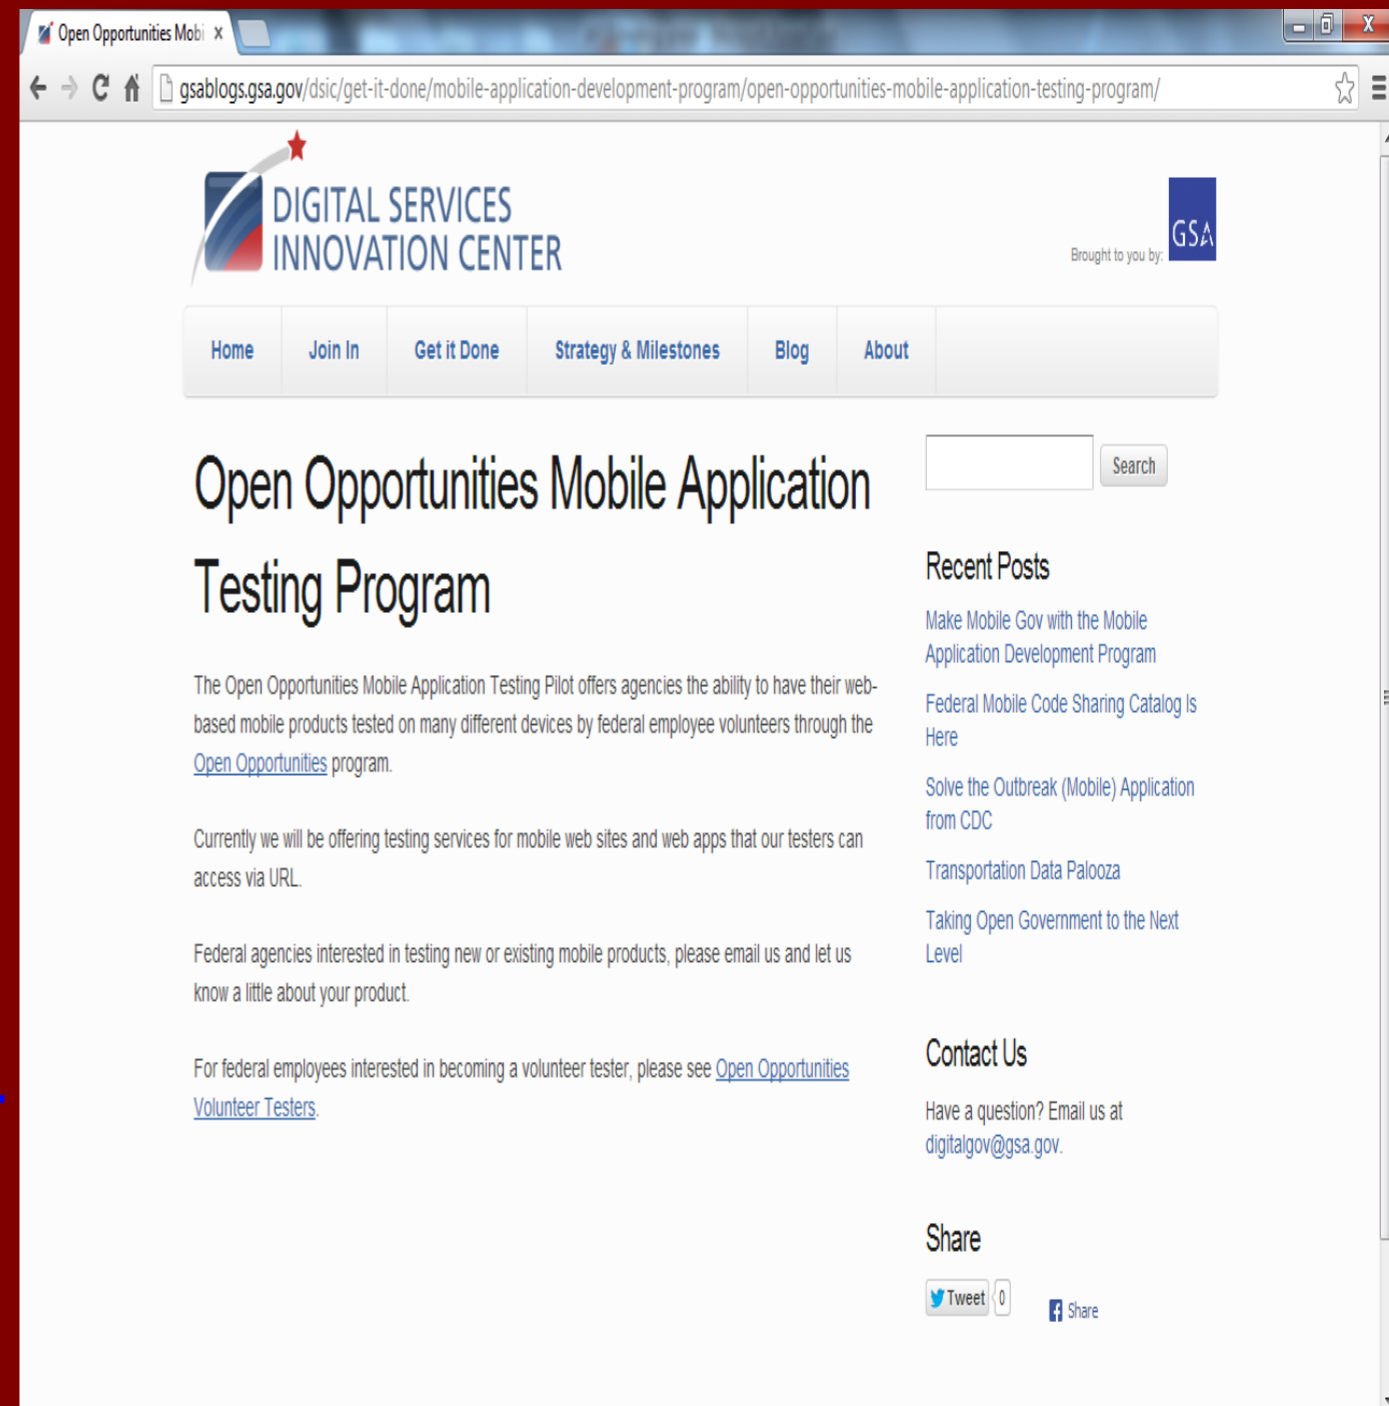 Open Opportunities Mobi
gsablogs.gsa.gov/dsic/get-it-done/mobile-application-development-program/open-opportunities-mobile-application-testing-program/
DIGITAL SERVICES
INNOVATION CENTER
Brought to you by:
GSA
Home
Join In
Get it Done
Strategy & Milestones
Blog
About
Open Opportunities Mobile Application
Testing Program
The Open Opportunities Mobile Application Testing Pilot offers agencies the ability to have their web-
based mobile products tested on many different devices by federal employee volunteers through the
Open Opportunities program.
Currently we will be offering testing services for mobile web sites and web apps that our testers can
access via URL.
Federal agencies interested in testing new or existing mobile products, please email us and let us
know a little about your product.
For federal employees interested in becoming a volunteer tester, please see Open Opportunities
Volunteer Testers.
Search
Recent Posts
Make Mobile Gov with the Mobile
Application Development Program
Federal Mobile Code Sharing Catalog Is
Here
Solve the Outbreak (Mobile) Application
from CDC
Transportation Data Palooza
Taking Open Government to the Next
Level
Contact Us
Have a question? Email us at
digitalgov@gsa.gov.
Share
Tweet
0
Share